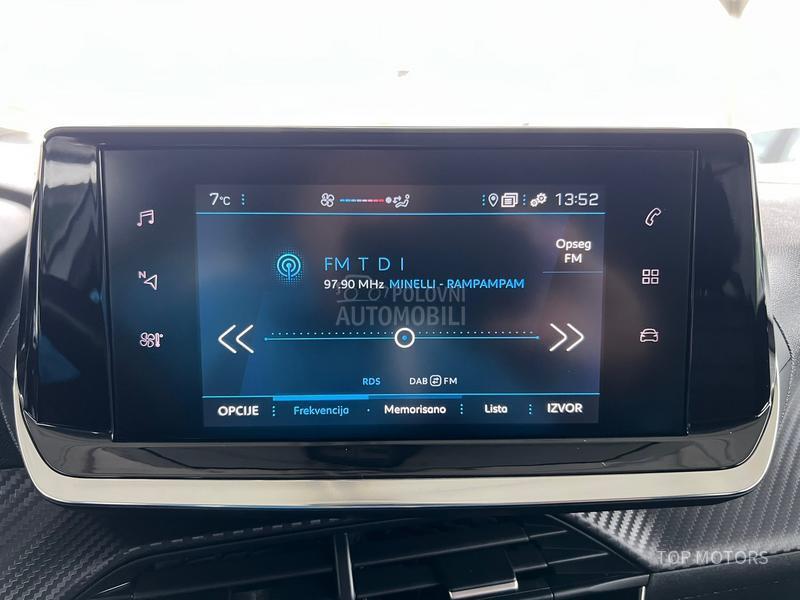 7°C 13:52
Opseg
FM
FM T D I
97.90 MHz MINELLI - RAMPAMPAM
POLOVNI
AUTOMOBILI
N
RDS DAB FM
OPCIJE Frekvencija Memorisano Lista IZVOR
TOP MOTORS